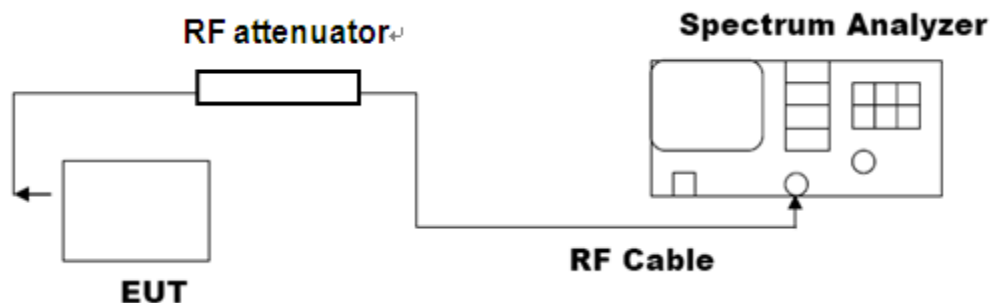 RF attenuator↵
Spectrum Analyzer
RF Cable
EUT